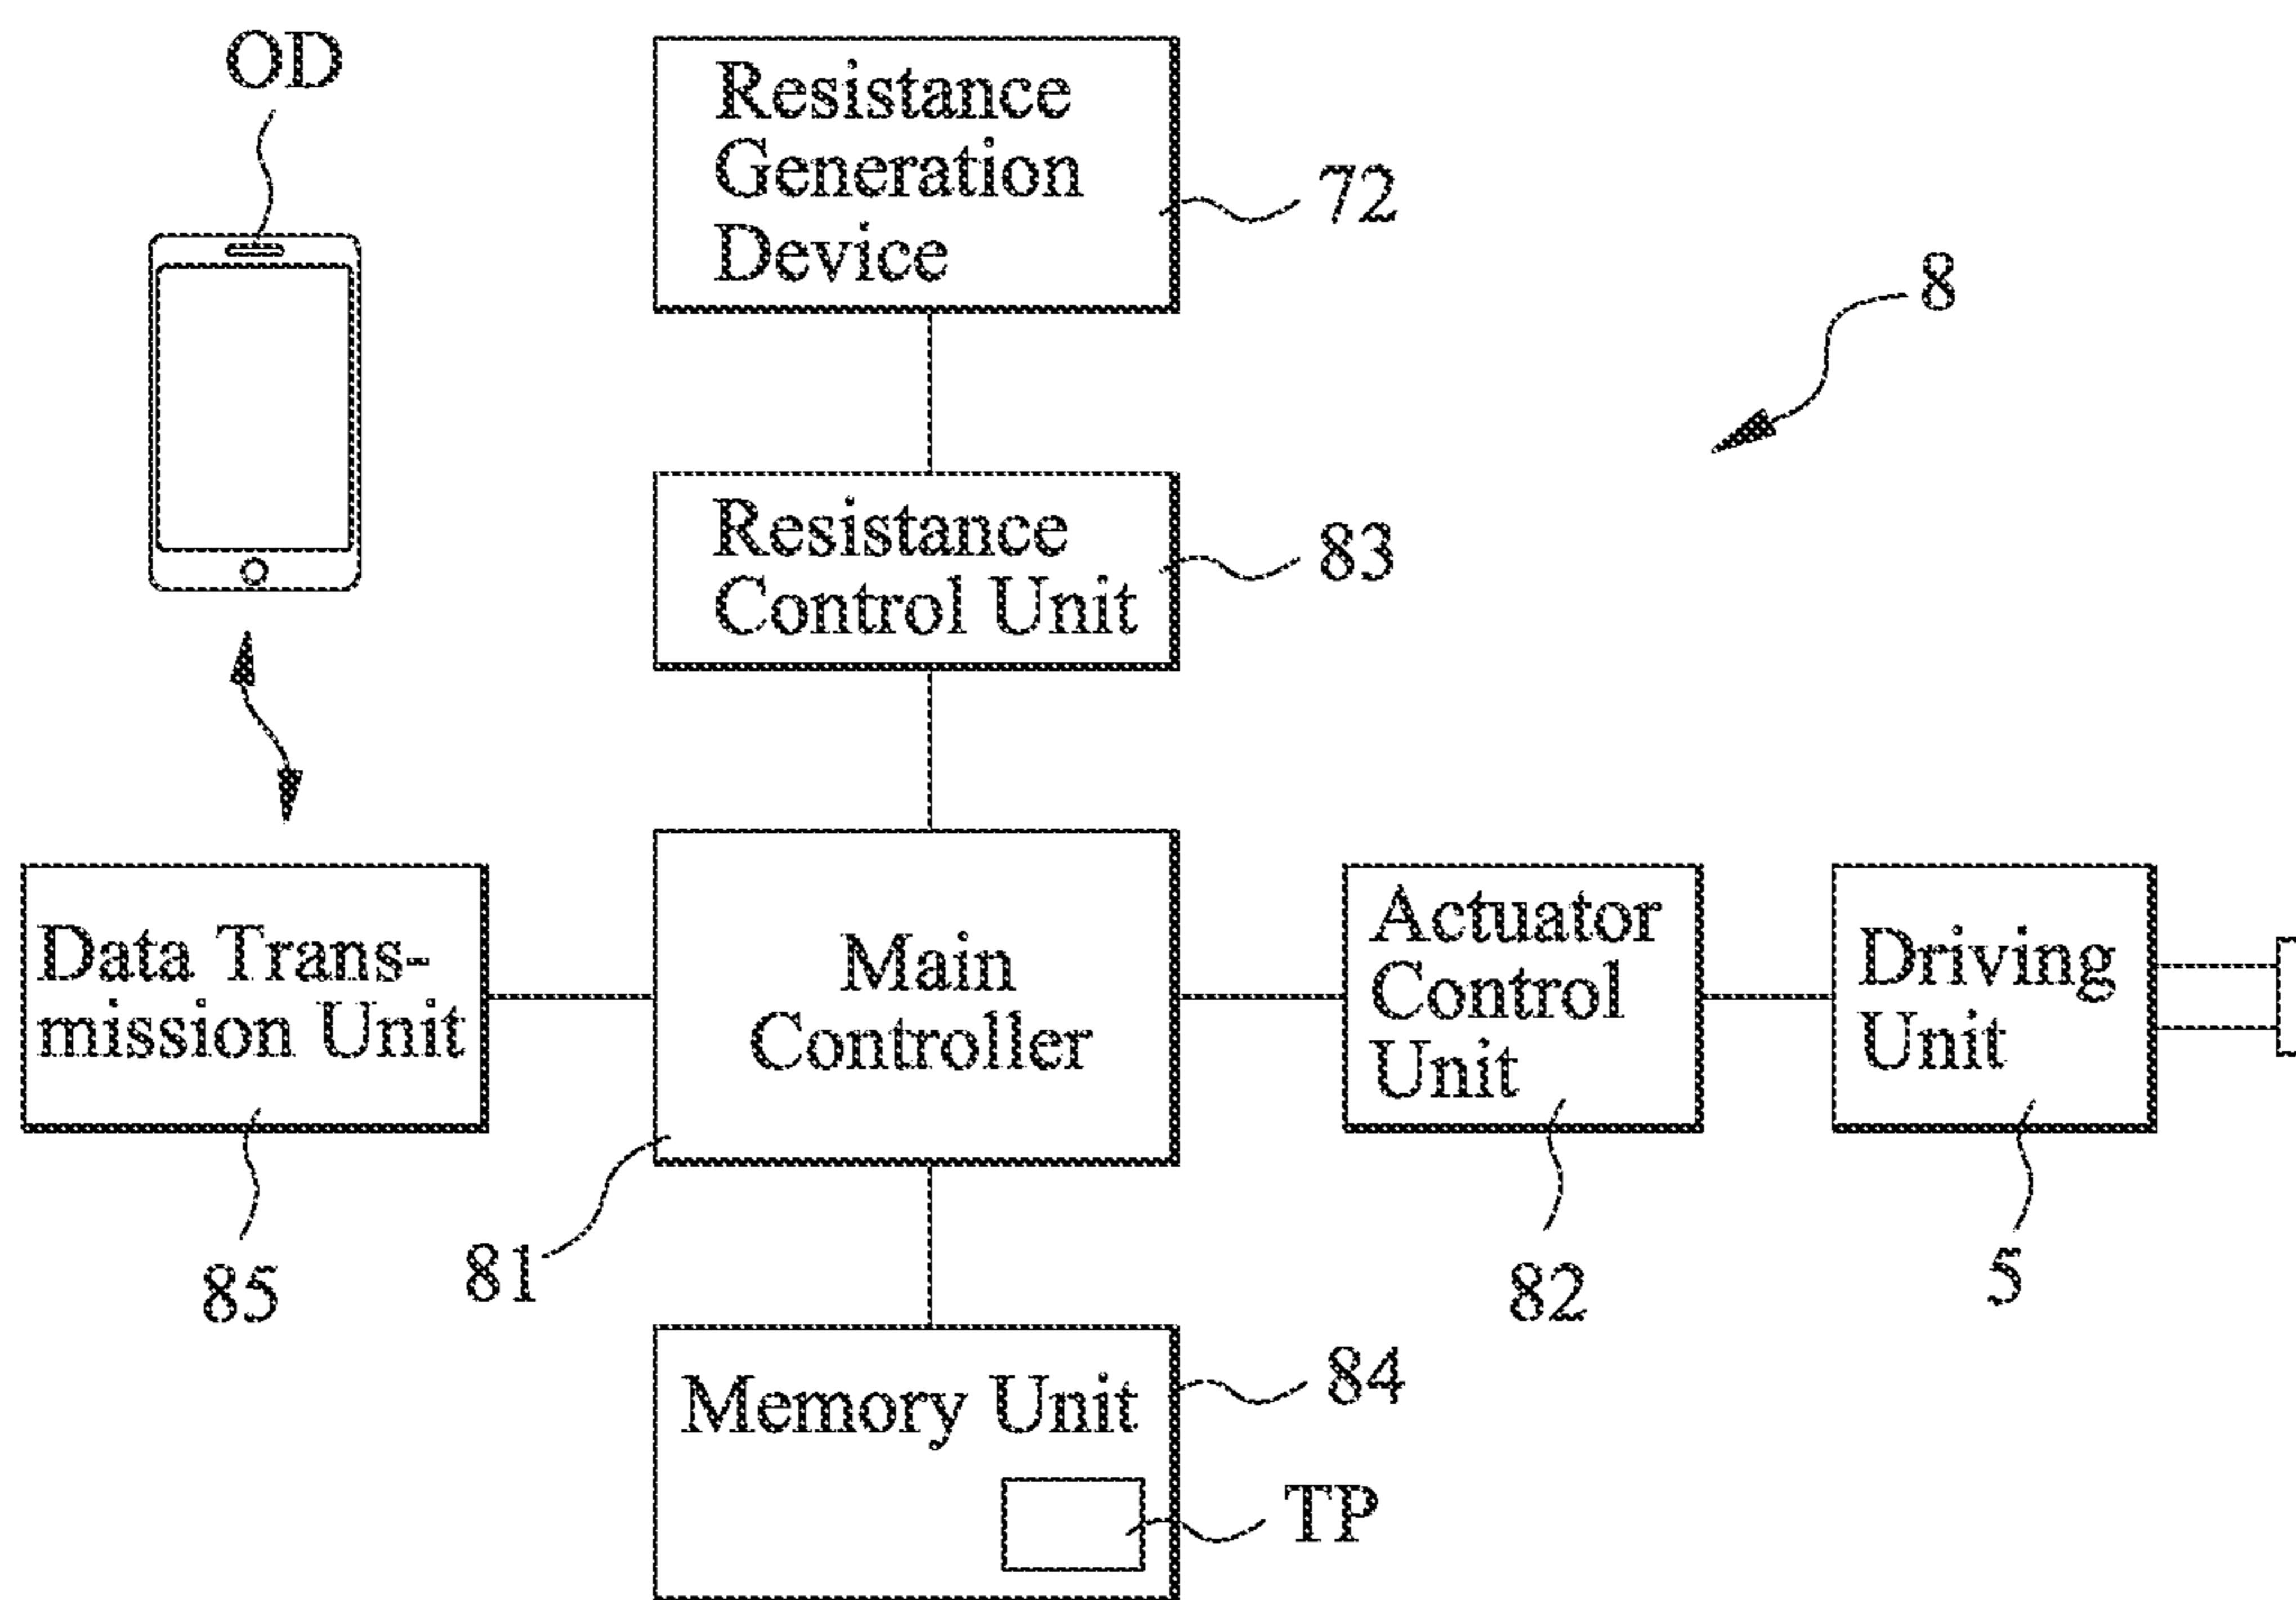 OD
Resistance
Generation
Device
72
8
Resistance
Control Unit
83
Data Trans-
mission Unit
85
Main
Controller
81
Actuator
Control
Unit
82
Driving
Unit
5
Memory Unit
84
TP